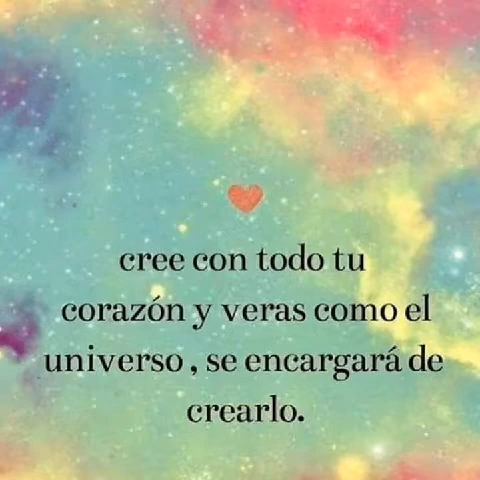 cree con todo tu
corazón y veras como el
universo , se encargará de
crearlo.